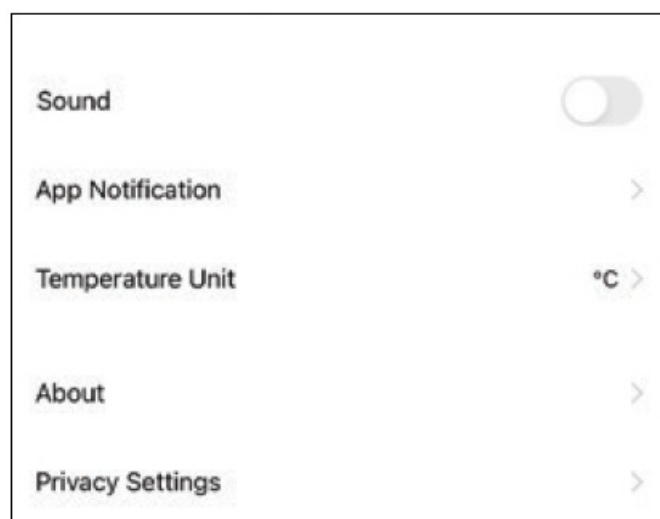 Sound
App Notification
Temperature Unit °C
About
Privacy Settings